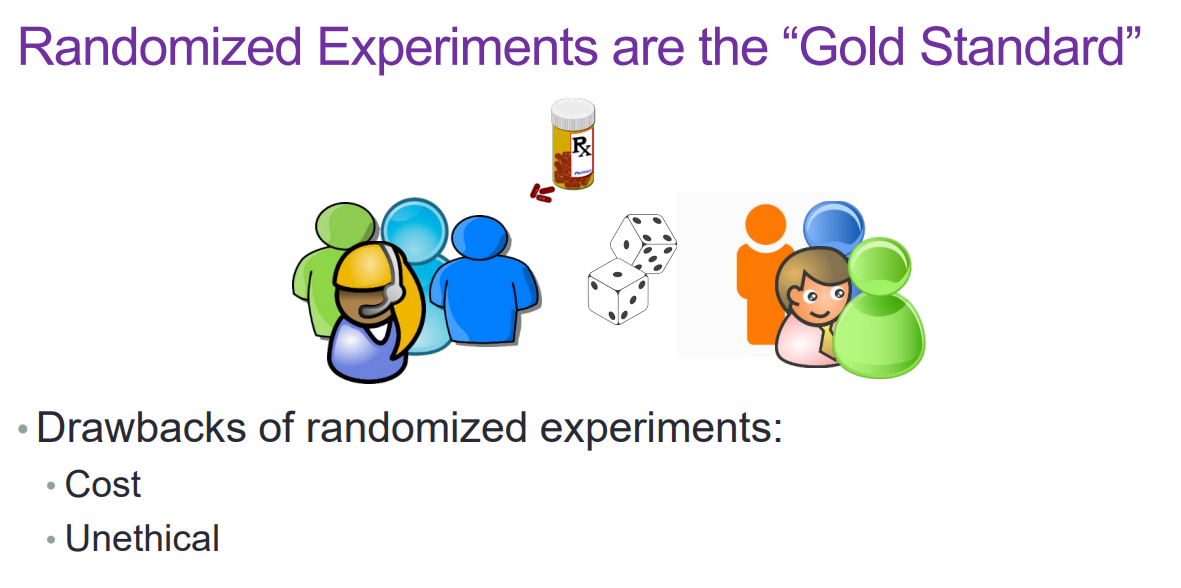 Randomized Experiments are the “Gold Standard”
Rx
• Drawbacks of randomized experiments:
• Cost
• Unethical